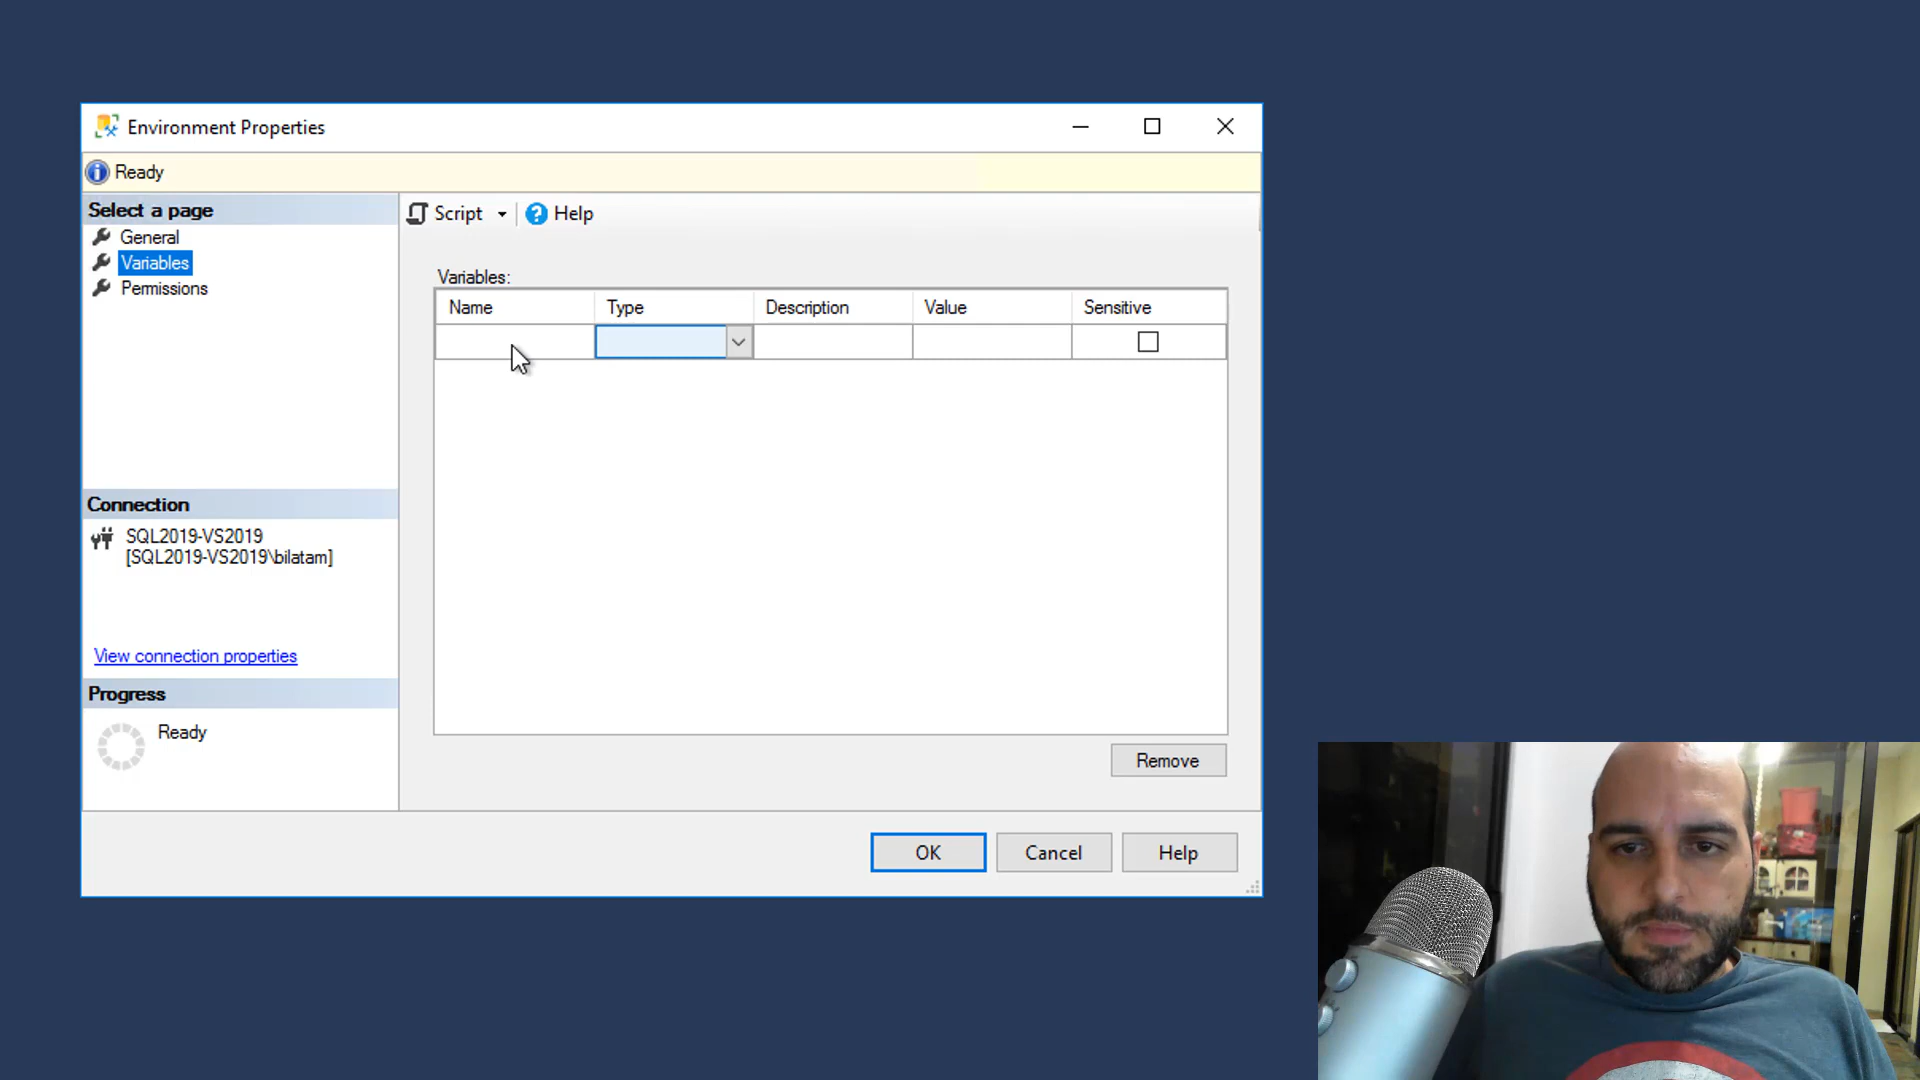 Environment Properties
Ready
Select a page
General
Variables
Permissions
Script
Help
Variables:
Name Type Description Value Sensitive
Connection
SQL2019-VS2019
[SQL2019-VS2019\bilatam]
View connection properties
Progress
Ready
Remove
OK Cancel Help